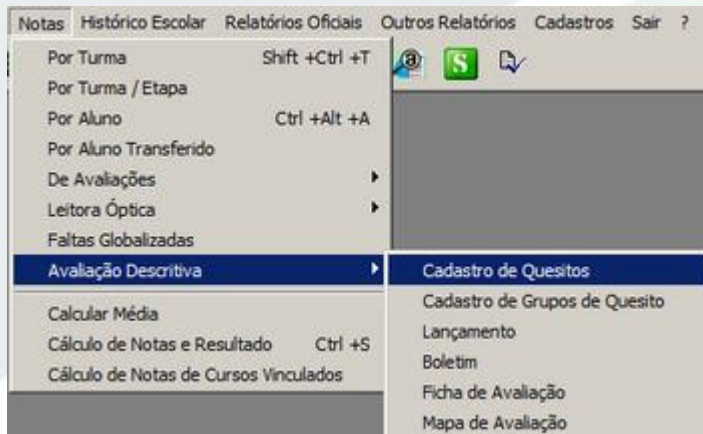 Notas Histórico Escolar Relatórios Oficiais Outros Relatórios Cadastros Sair ?
Por Turma Shift +Ctrl +T
Por Turma / Etapa
Por Aluno Ctrl +Alt +A
Por Aluno Transferido
De Avaliações
Leitora Óptica
Faltas Globalizadas
Avaliação Descritiva
Calcular Média
Cálculo de Notas e Resultado Ctrl +S
Cálculo de Notas de Cursos Vinculados
a
S
Cadastro de Quesitos
Cadastro de Grupos de Quesito
Lançamento
Boletim
Ficha de Avaliação
Mapa de Avaliação